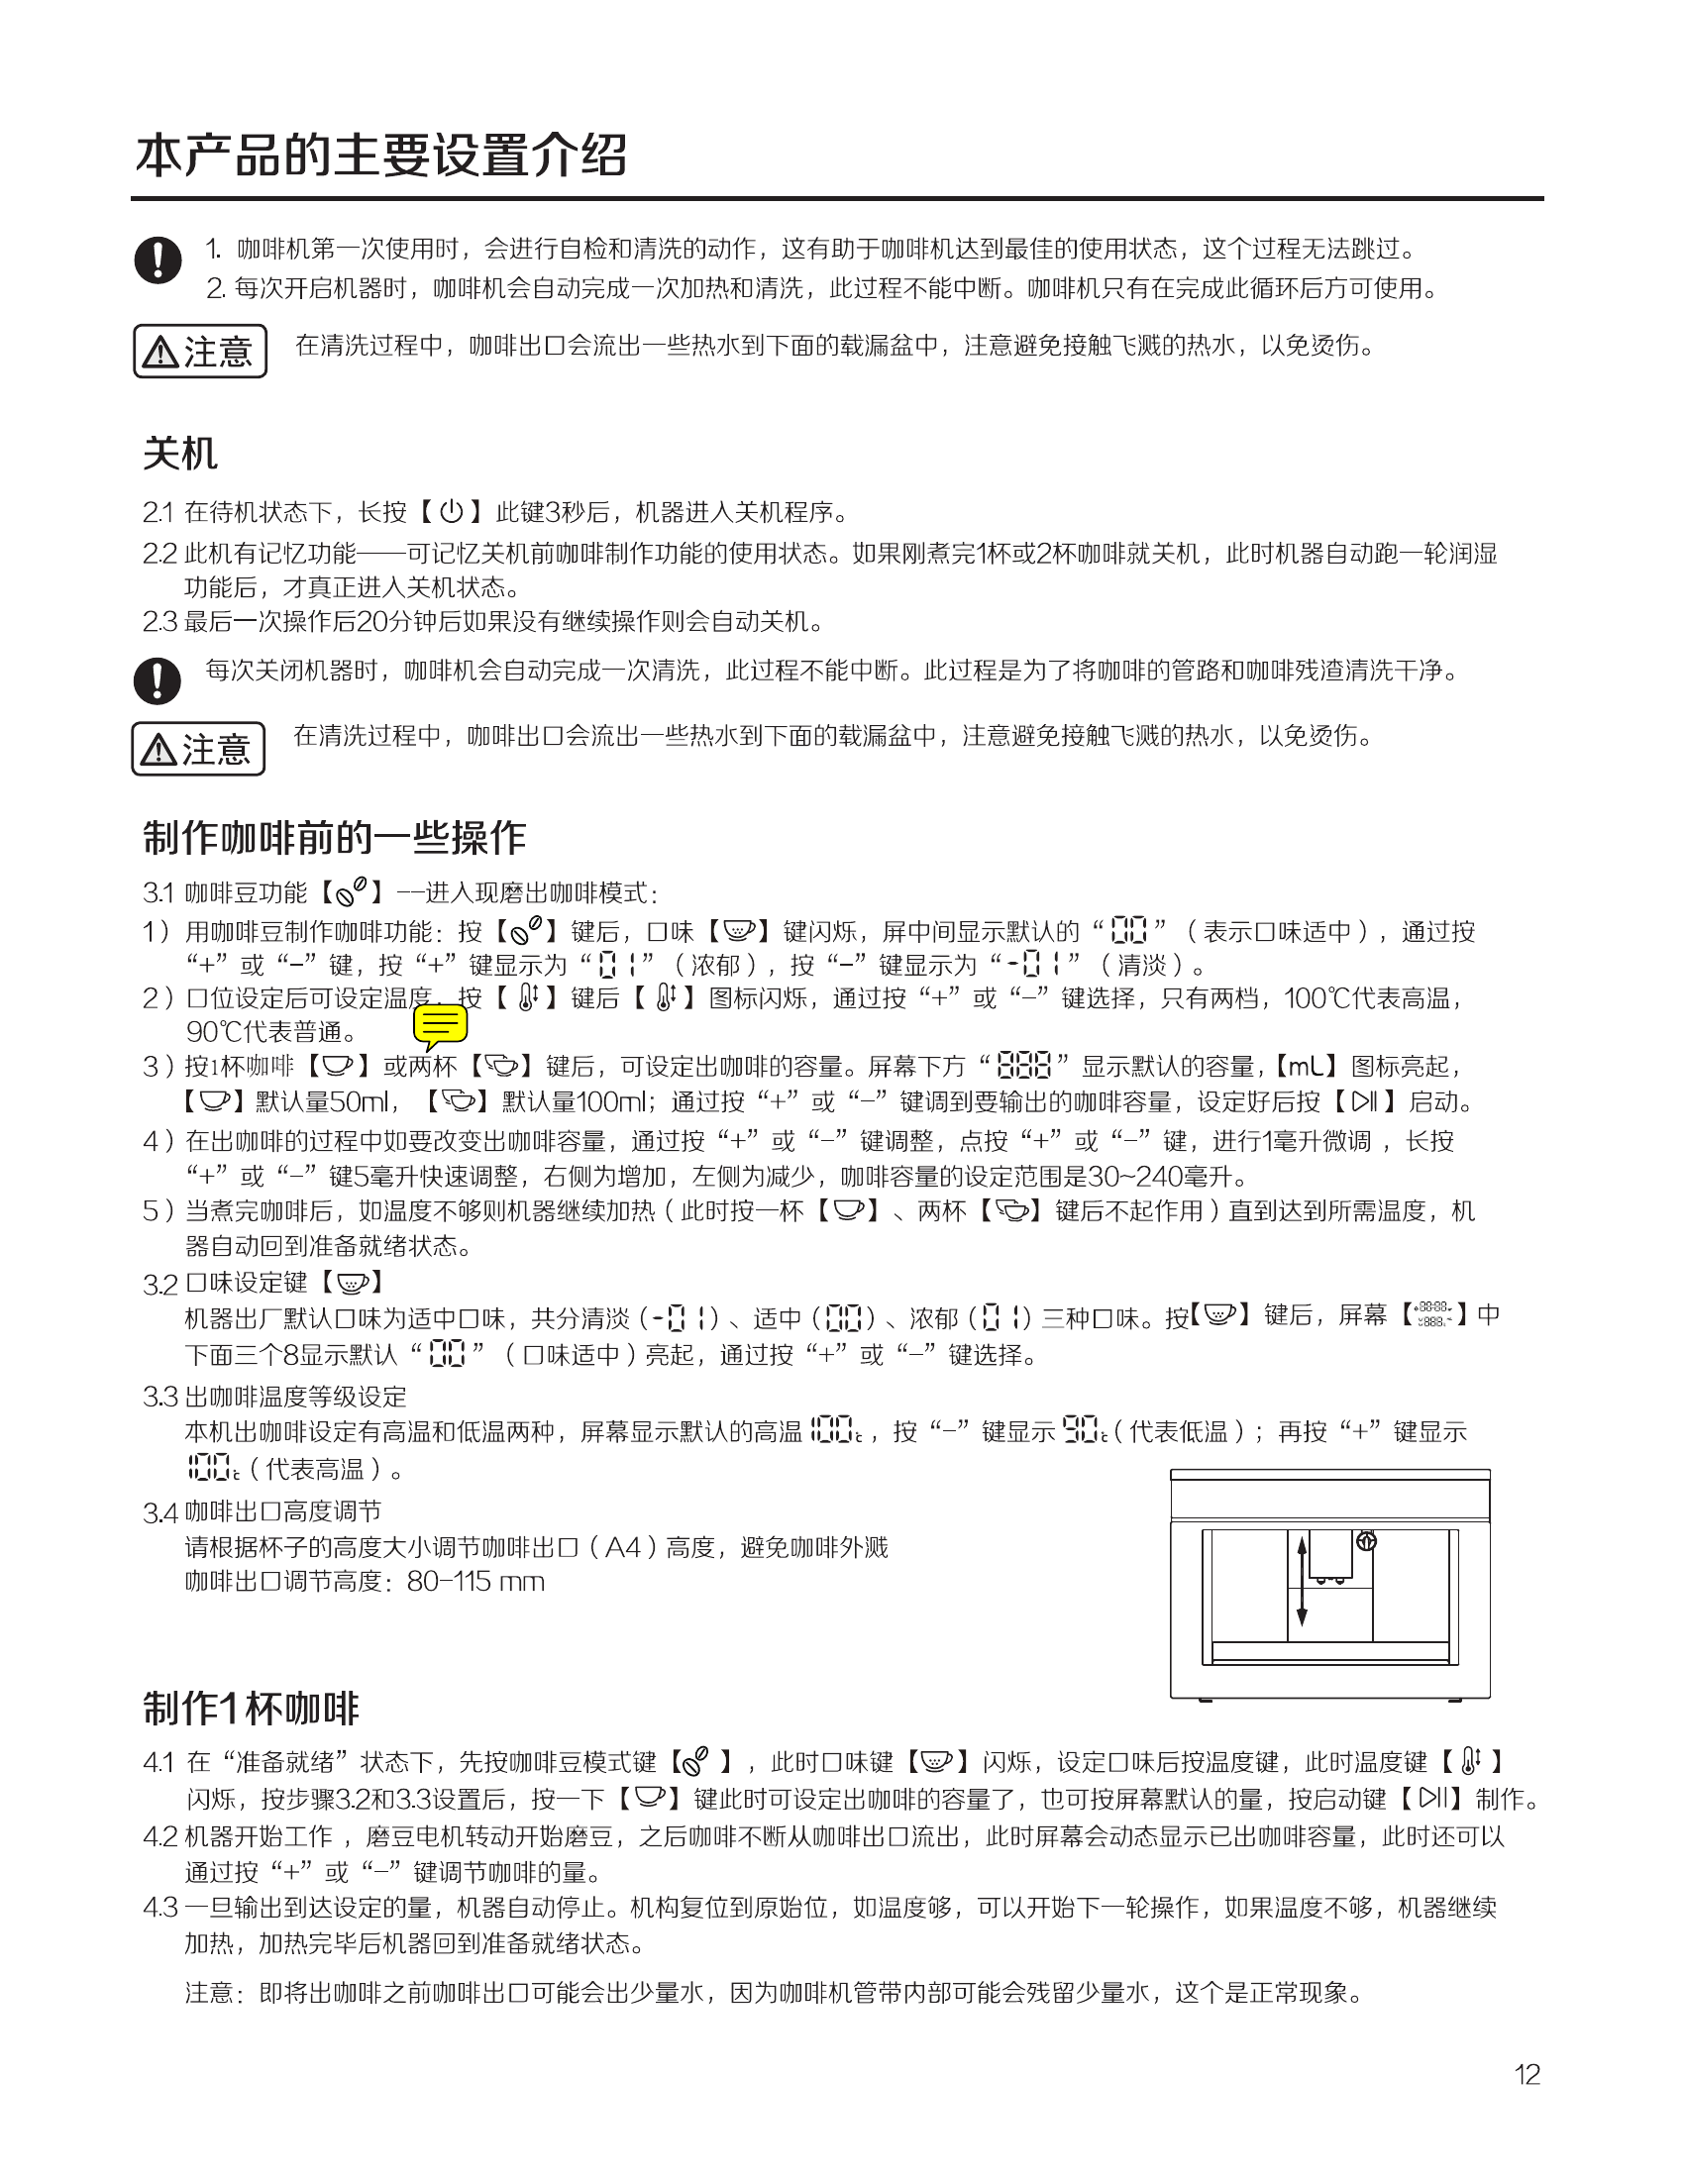 本产品的主要设置介绍
1. 咖啡机第一次使用时，会进行自检和清洗的动作，这有助于咖啡机达到最佳的使用状态，这个过程无法跳过。
2. 每次开启机器时，咖啡机会自动完成一次加热和清洗，此过程不能中断。咖啡机只有在完成此循环后方可使用。
注意 在清洗过程中，咖啡出口会流出一些热水到下面的载漏盆中，注意避免接触飞溅的热水，以免烫伤。
关机
2.1 在待机状态下，长按【⏻】此键3秒后，机器进入关机程序。
2.2 此机有记忆功能——可记忆关机前咖啡制作功能的使用状态。如果刚煮完1杯或2杯咖啡就关机，此时机器自动跑一轮润湿
功能后，才真正进入关机状态。
2.3 最后一次操作后20分钟后如果没有继续操作则会自动关机。
每次关闭机器时，咖啡机会自动完成一次清洗，此过程不能中断。此过程是为了将咖啡的管路和咖啡残渣清洗干净。
注意 在清洗过程中，咖啡出口会流出一些热水到下面的载漏盆中，注意避免接触飞溅的热水，以免烫伤。
制作咖啡前的一些操作
3.1 咖啡豆功能【】--进入现磨出咖啡模式：
1）用咖啡豆制作咖啡功能：按【】键后，口味【】键闪烁，屏中间显示默认的“00”（表示口味适中），通过按
“+”或“-”键，按“+”键显示为“01”（浓郁），按“-”键显示为“-01”（清淡）。
2）口位设定后可设定温度，按【】键后【】图标闪烁，通过按“+”或“-”键选择，只有两档，100℃代表高温，
90℃代表普通。
3）按1杯咖啡【】或两杯【】键后，可设定出咖啡的容量。屏幕下方“888”显示默认的容量，【mL】图标亮起，
【】默认量50ml，【】默认量100ml；通过按“+”或“-”键调到要输出的咖啡容量，设定好后按【】启动。
4）在出咖啡的过程中如要改变出咖啡容量，通过按“+”或“-”键调整，点按“+”或“-”键，进行1毫升微调，长按
“+”或“-”键5毫升快速调整，右侧为增加，左侧为减少，咖啡容量的设定范围是30~240毫升。
5）当煮完咖啡后，如温度不够则机器继续加热（此时按一杯【】、两杯【】键后不起作用）直到达到所需温度，机
器自动回到准备就绪状态。
3.2 口味设定键【】
机器出厂默认口味为适中口味，共分清淡（-01）、适中（00）、浓郁（01）三种口味。按【】键后，屏幕【】中
下面三个8显示默认“00”（口味适中）亮起，通过按“+”或“-”键选择。
3.3 出咖啡温度等级设定
本机出咖啡设定有高温和低温两种，屏幕显示默认的高温100℃，按“-”键显示90℃（代表低温）；再按“+”键显示
100℃（代表高温）。
3.4 咖啡出口高度调节
请根据杯子的高度大小调节咖啡出口（A4）高度，避免咖啡外溅
咖啡出口调节高度：80-115 mm
制作1杯咖啡
4.1 在“准备就绪”状态下，先按咖啡豆模式键【】，此时口味键【】闪烁，设定口味后按温度键，此时温度键【】
闪烁，按步骤3.2和3.3设置后，按一下【】键此时可设定出咖啡的容量了，也可按屏幕默认的量，按启动键【】制作。
4.2 机器开始工作，磨豆电机转动开始磨豆，之后咖啡不断从咖啡出口流出，此时屏幕会动态显示已出咖啡容量，此时还可以
通过按“+”或“-”键调节咖啡的量。
4.3 一旦输出到达设定的量，机器自动停止。机构复位到原始位，如温度够，可以开始下一轮操作，如果温度不够，机器继续
加热，加热完毕后机器回到准备就绪状态。
注意：即将出咖啡之前咖啡出口可能会出少量水，因为咖啡机管带内部可能会残留少量水，这个是正常现象。
12